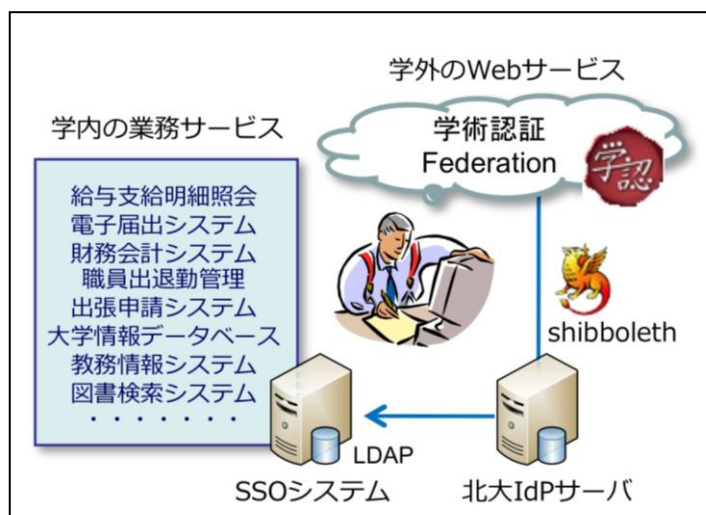 学外のWebサービス
学術認証
Federation
学認
学内の業務サービス
給与支給明細照会
電子届出システム
財務会計システム
職員出退勤管理
出張申請システム
大学情報データベース
教務情報システム
図書検索システム
・・・・・・・
shibboleth
LDAP
SSOシステム
北大IdPサーバ